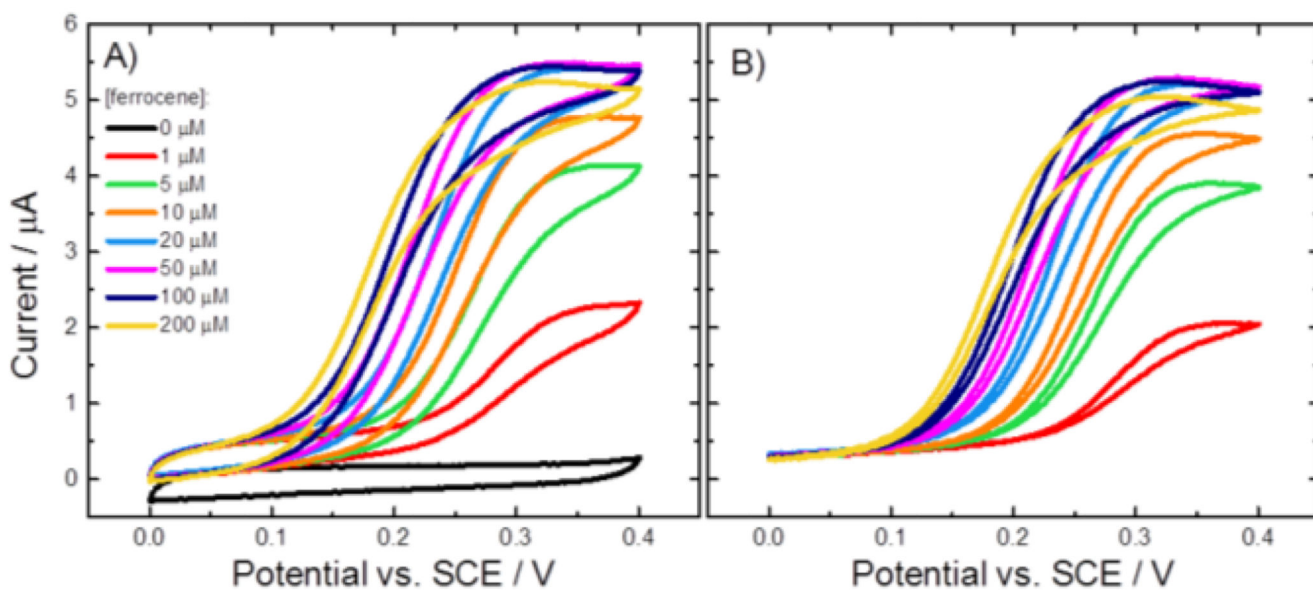 A)
B)
[ferrocene]:
0 µM
1 µM
5 µM
10 µM
20 µM
50 µM
100 µM
200 µM
Current / µA
6
5
4
3
2
1
0
0.0 0.1 0.2 0.3 0.4
0.0 0.1 0.2 0.3 0.4
Potential vs. SCE / V
Potential vs. SCE / V